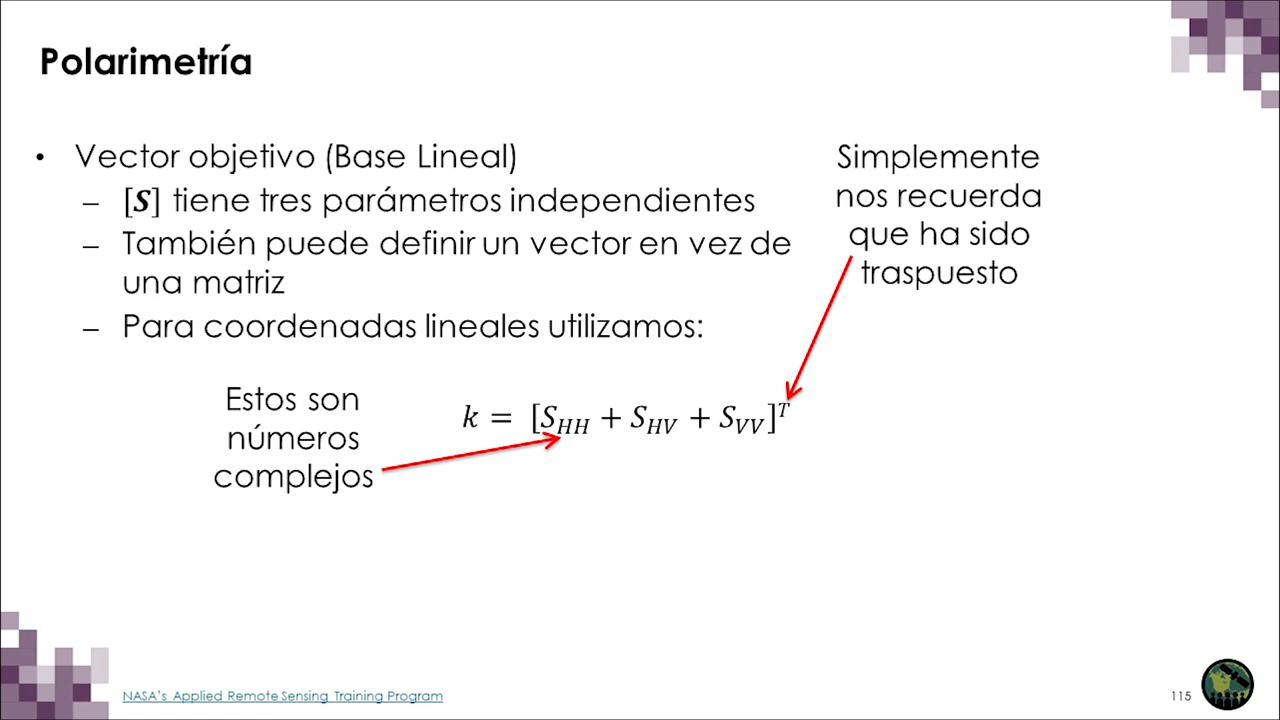 Polarimetría
• Vector objetivo (Base Lineal)
– [S] tiene tres parámetros independientes
– También puede definir un vector en vez de
una matriz
– Para coordenadas lineales utilizamos:
Simplemente
nos recuerda
que ha sido
traspuesto
Estos son
números
complejos
k = [S_HH + S_HV + S_VV]^T
NASA's Applied Remote Sensing Training Program
115